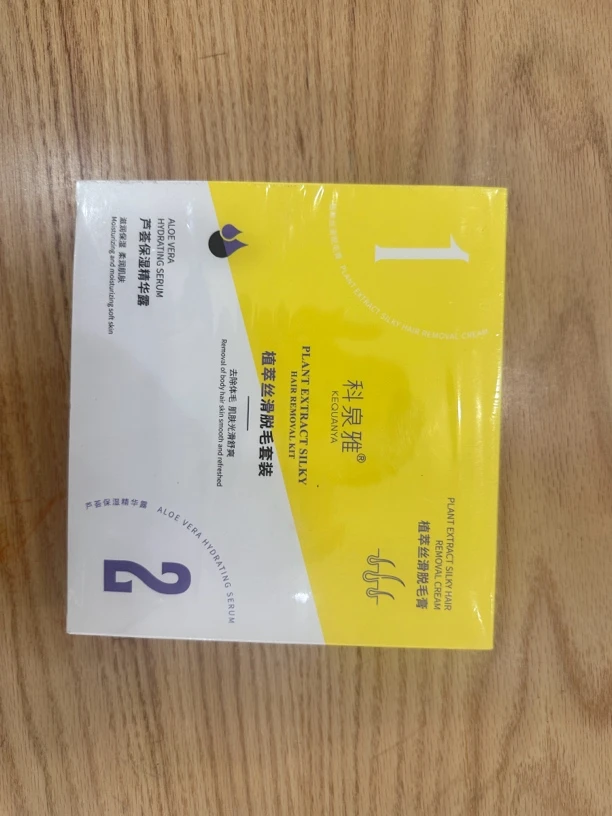 1
PLANT EXTRACT SILKY HAIR REMOVAL CREAM
科泉雅®
KEQUANYA
PLANT EXTRACT SILKY HAIR
REMOVAL CREAM
植萃丝滑脱毛膏
PLANT EXTRACT SILKY
HAIR REMOVAL KIT
植萃丝滑脱毛套装
去除体毛 肌肤光滑舒爽
Removal of body hair skin smooth and refreshed
ALOE VERA
HYDRATING SERUM
芦荟保湿精华露
滋润保湿 柔润肌肤
Moisturizing and moisturizing soft skin
芦荟保湿精华露 ALOE VERA HYDRATING SERUM
2